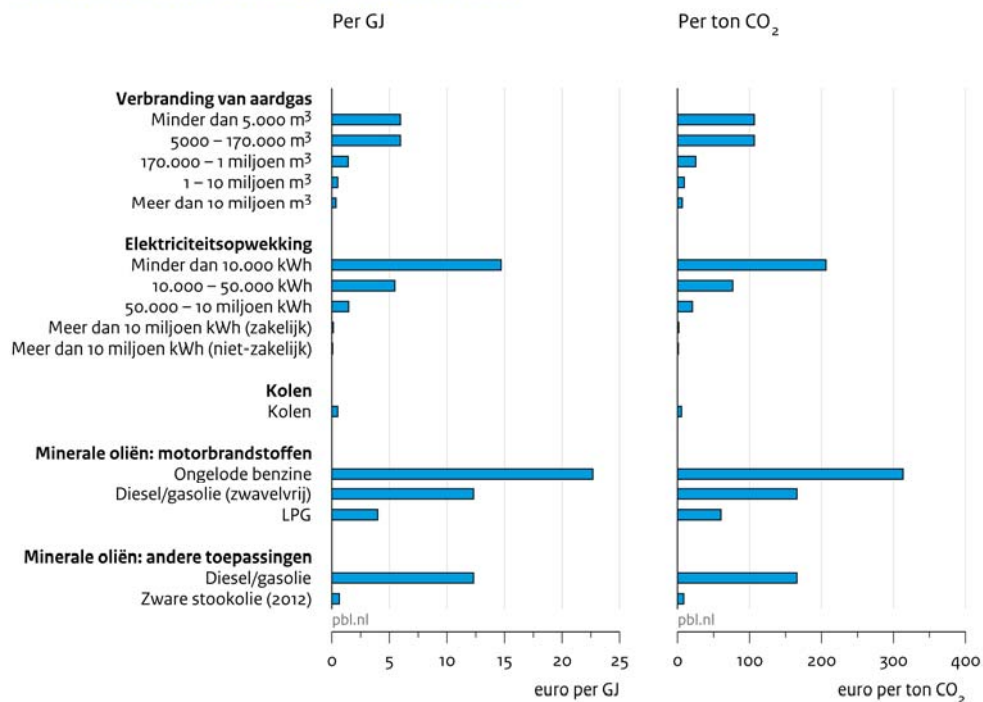 Per GJ
Per ton CO₂
Verbranding van aardgas
Minder dan 5.000 m³
5000 – 170.000 m³
170.000 – 1 miljoen m³
1 – 10 miljoen m³
Meer dan 10 miljoen m³
Elektriciteitsopwekking
Minder dan 10.000 kWh
10.000 – 50.000 kWh
50.000 – 10 miljoen kWh
Meer dan 10 miljoen kWh (zakelijk)
Meer dan 10 miljoen kWh (niet-zakelijk)
Kolen
Kolen
Minerale oliën: motorbrandstoffen
Ongelode benzine
Diesel/gasolie (zwavelvrij)
LPG
Minerale oliën: andere toepassingen
Diesel/gasolie
Zware stookolie (2012)
pbl.nl
pbl.nl
0 5 10 15 20 25
0 100 200 300 400
euro per GJ
euro per ton CO₂